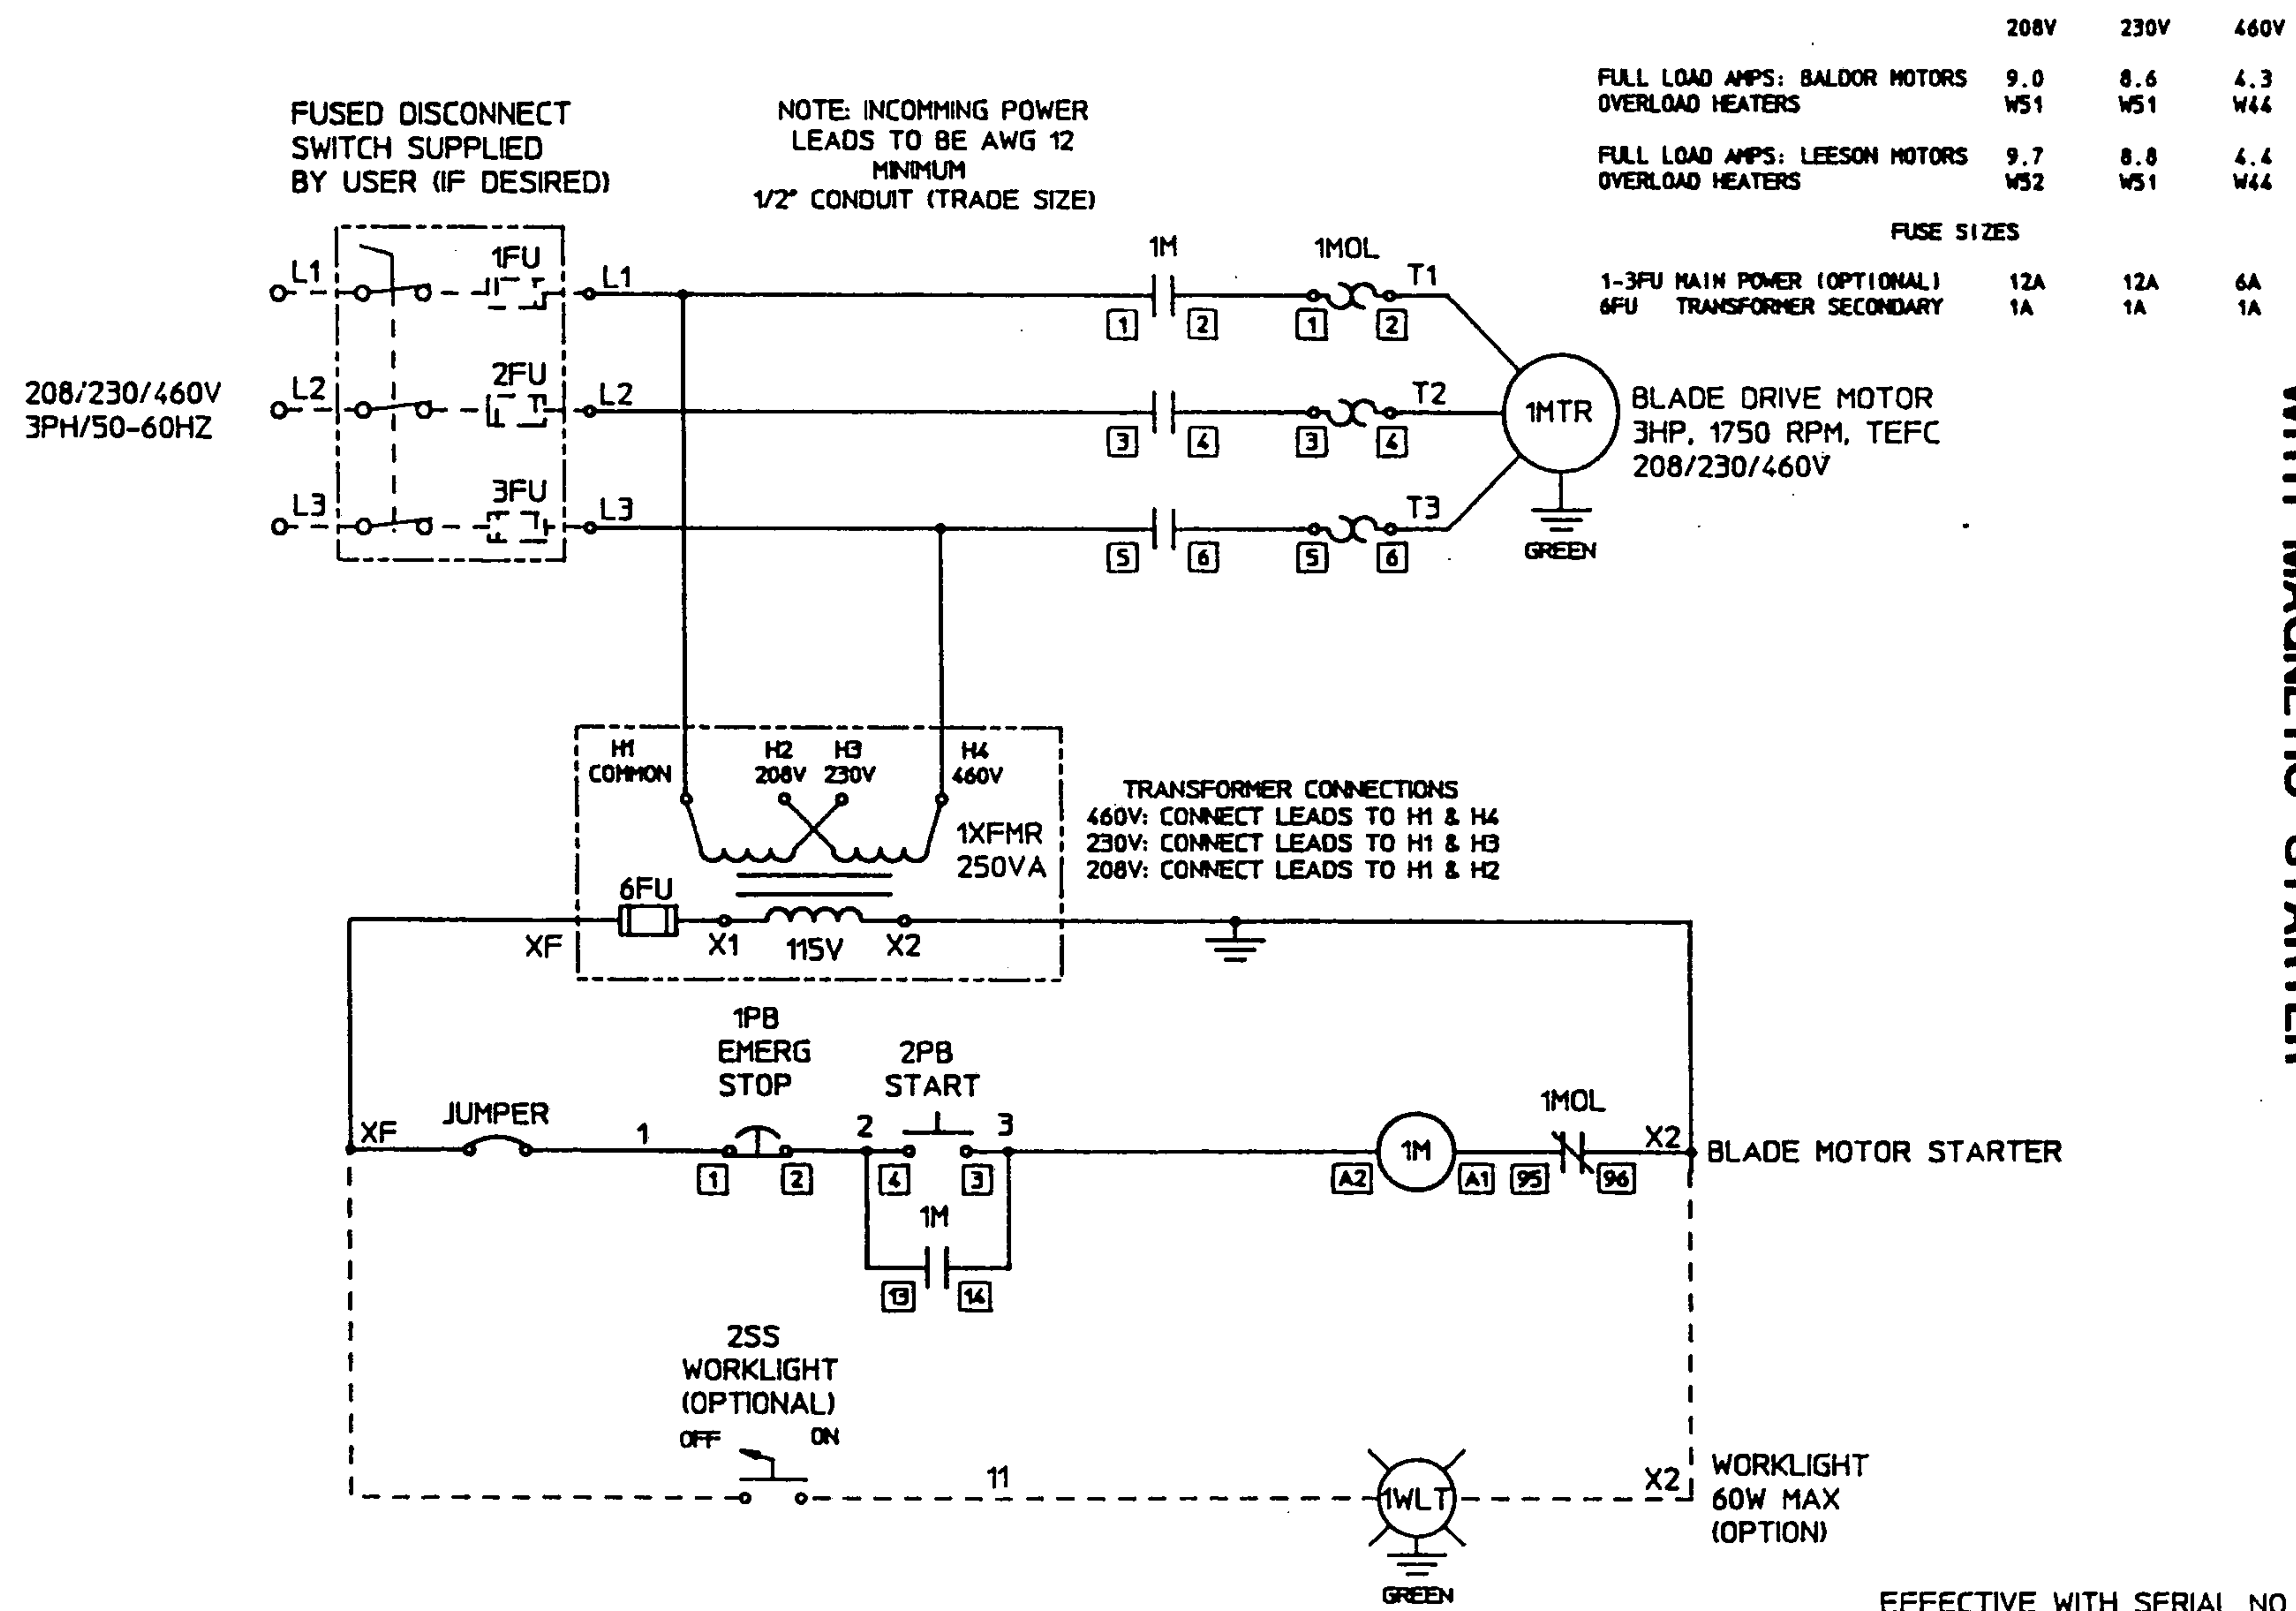 208V 230V 460V
FULL LOAD AMPS: BALDOR MOTORS 9.0 8.6 4.3
OVERLOAD HEATERS W51 W51 W44
FULL LOAD AMPS: LEESON MOTORS 9.7 8.8 4.4
OVERLOAD HEATERS W52 W51 W44
FUSE SIZES
1-3FU MAIN POWER (OPTIONAL) 12A 12A 6A
6FU TRANSFORMER SECONDARY 1A 1A 1A
FUSED DISCONNECT
SWITCH SUPPLIED
BY USER (IF DESIRED)
NOTE: INCOMMING POWER
LEADS TO BE AWG 12
MINIMUM
1/2" CONDUIT (TRADE SIZE)
L1 1FU L1 1M 1MOL T1
1 2 1 2
208/230/460V
3PH/50-60HZ
L2 2FU L2 T2
3 4 3 4
1MTR
BLADE DRIVE MOTOR
3HP, 1750 RPM, TEFC
208/230/460V
L3 3FU L3 T3
5 6 5 6
GREEN
H1 H2 H3 H4
COMMON 208V 230V 460V
1XFMR
250VA
TRANSFORMER CONNECTIONS
460V: CONNECT LEADS TO H1 & H4
230V: CONNECT LEADS TO H1 & H3
208V: CONNECT LEADS TO H1 & H2
6FU
XF X1 115V X2
1PB
EMERG
STOP
2PB
START
XF JUMPER 1 2 3 1M 1MOL X2
BLADE MOTOR STARTER
1 2 4 3 A2 A1 95 96
1M
13 14
2SS
WORKLIGHT
(OPTIONAL)
OFF ON
11 1WLT X2
WORKLIGHT
60W MAX
(OPTION)
GREEN
MAGNETIC STARTER
EFFECTIVE WITH SERIAL NO